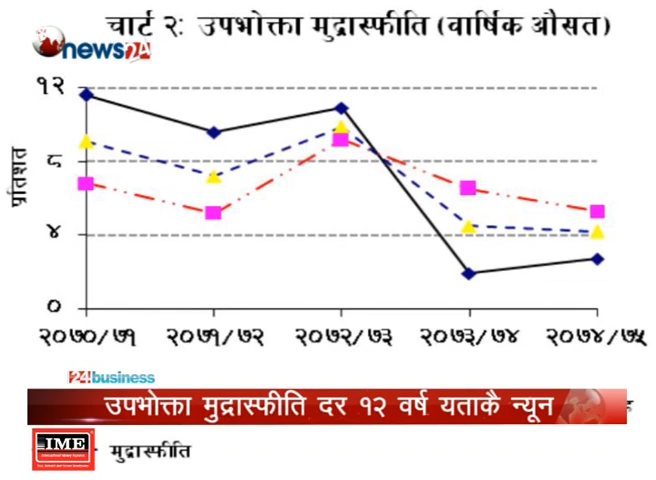 चार्ट २: उपभोक्ता मुद्रास्फीति (वार्षिक औसत)
news24
प्रतिशत
१२
८
४
०
२०७०/७१ २०७१/७२ २०७२/७३ २०७३/७४ २०७४/७५
24business
उपभोक्ता मुद्रास्फीति दर १२ वर्ष यताकै न्यून
IME
मुद्रास्फीति